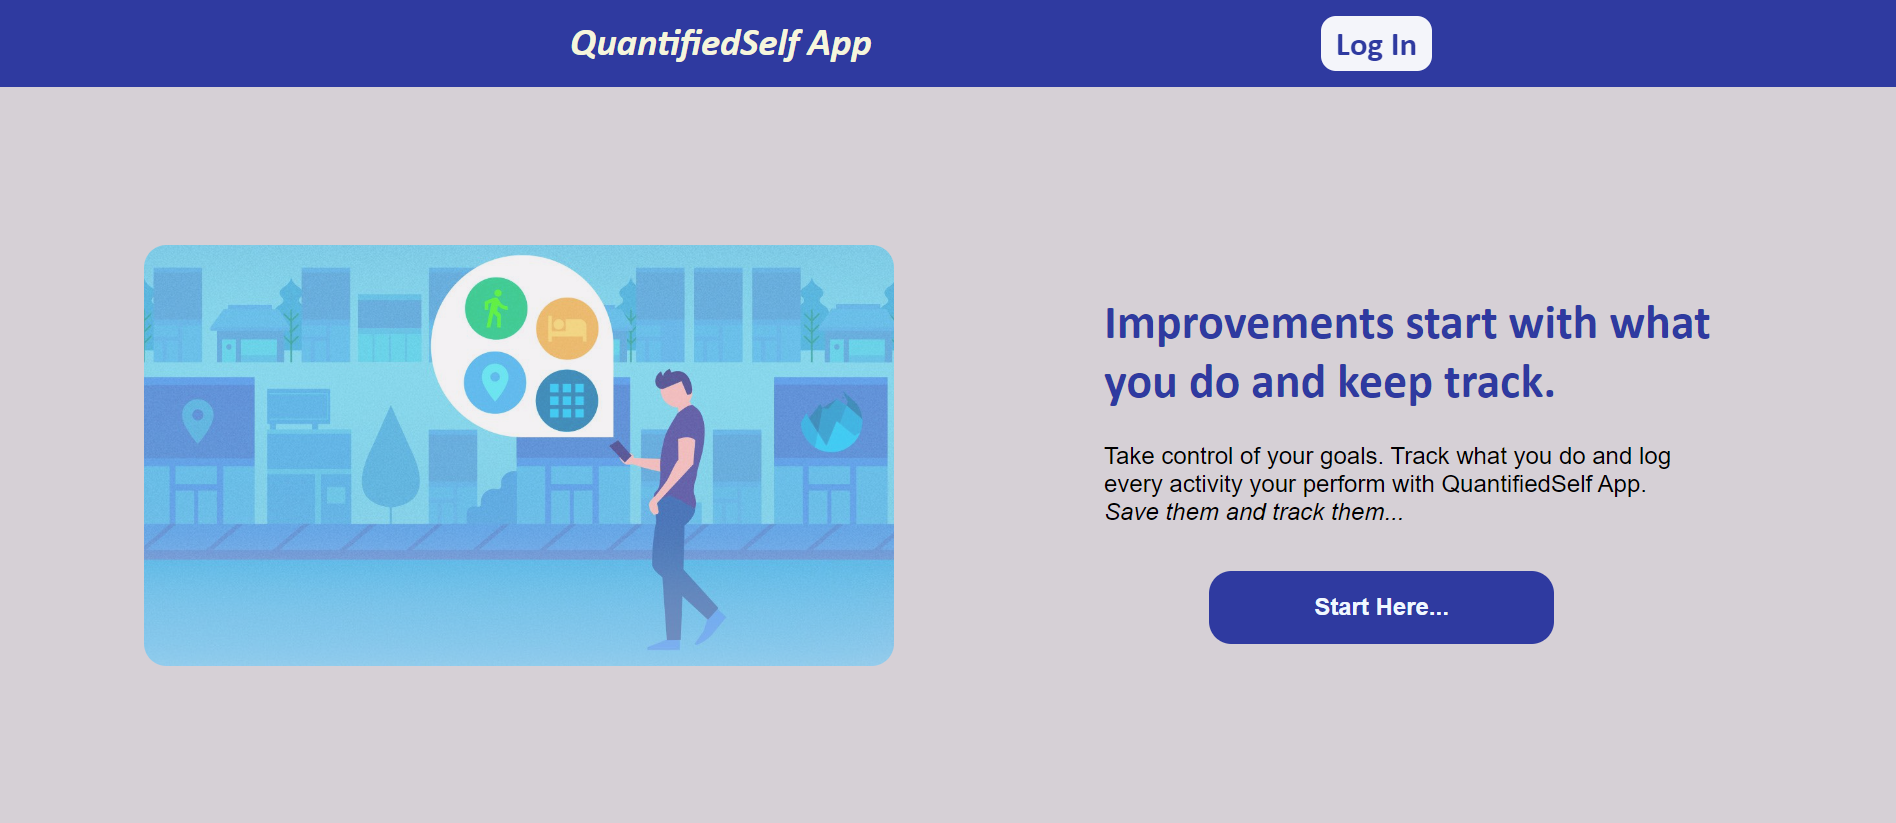 QuantifiedSelf App
Log In
Improvements start with what
you do and keep track.
Take control of your goals. Track what you do and log
every activity your perform with QuantifiedSelf App.
Save them and track them...
Start Here...